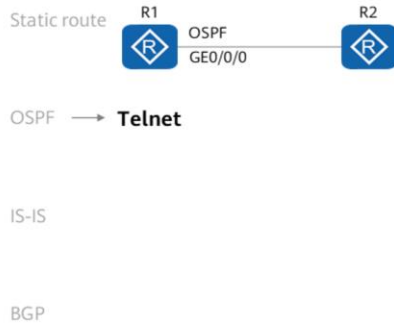 Static route
R1
R2
OSPF
GE0/0/0
R
R
OSPF → Telnet
IS-IS
BGP